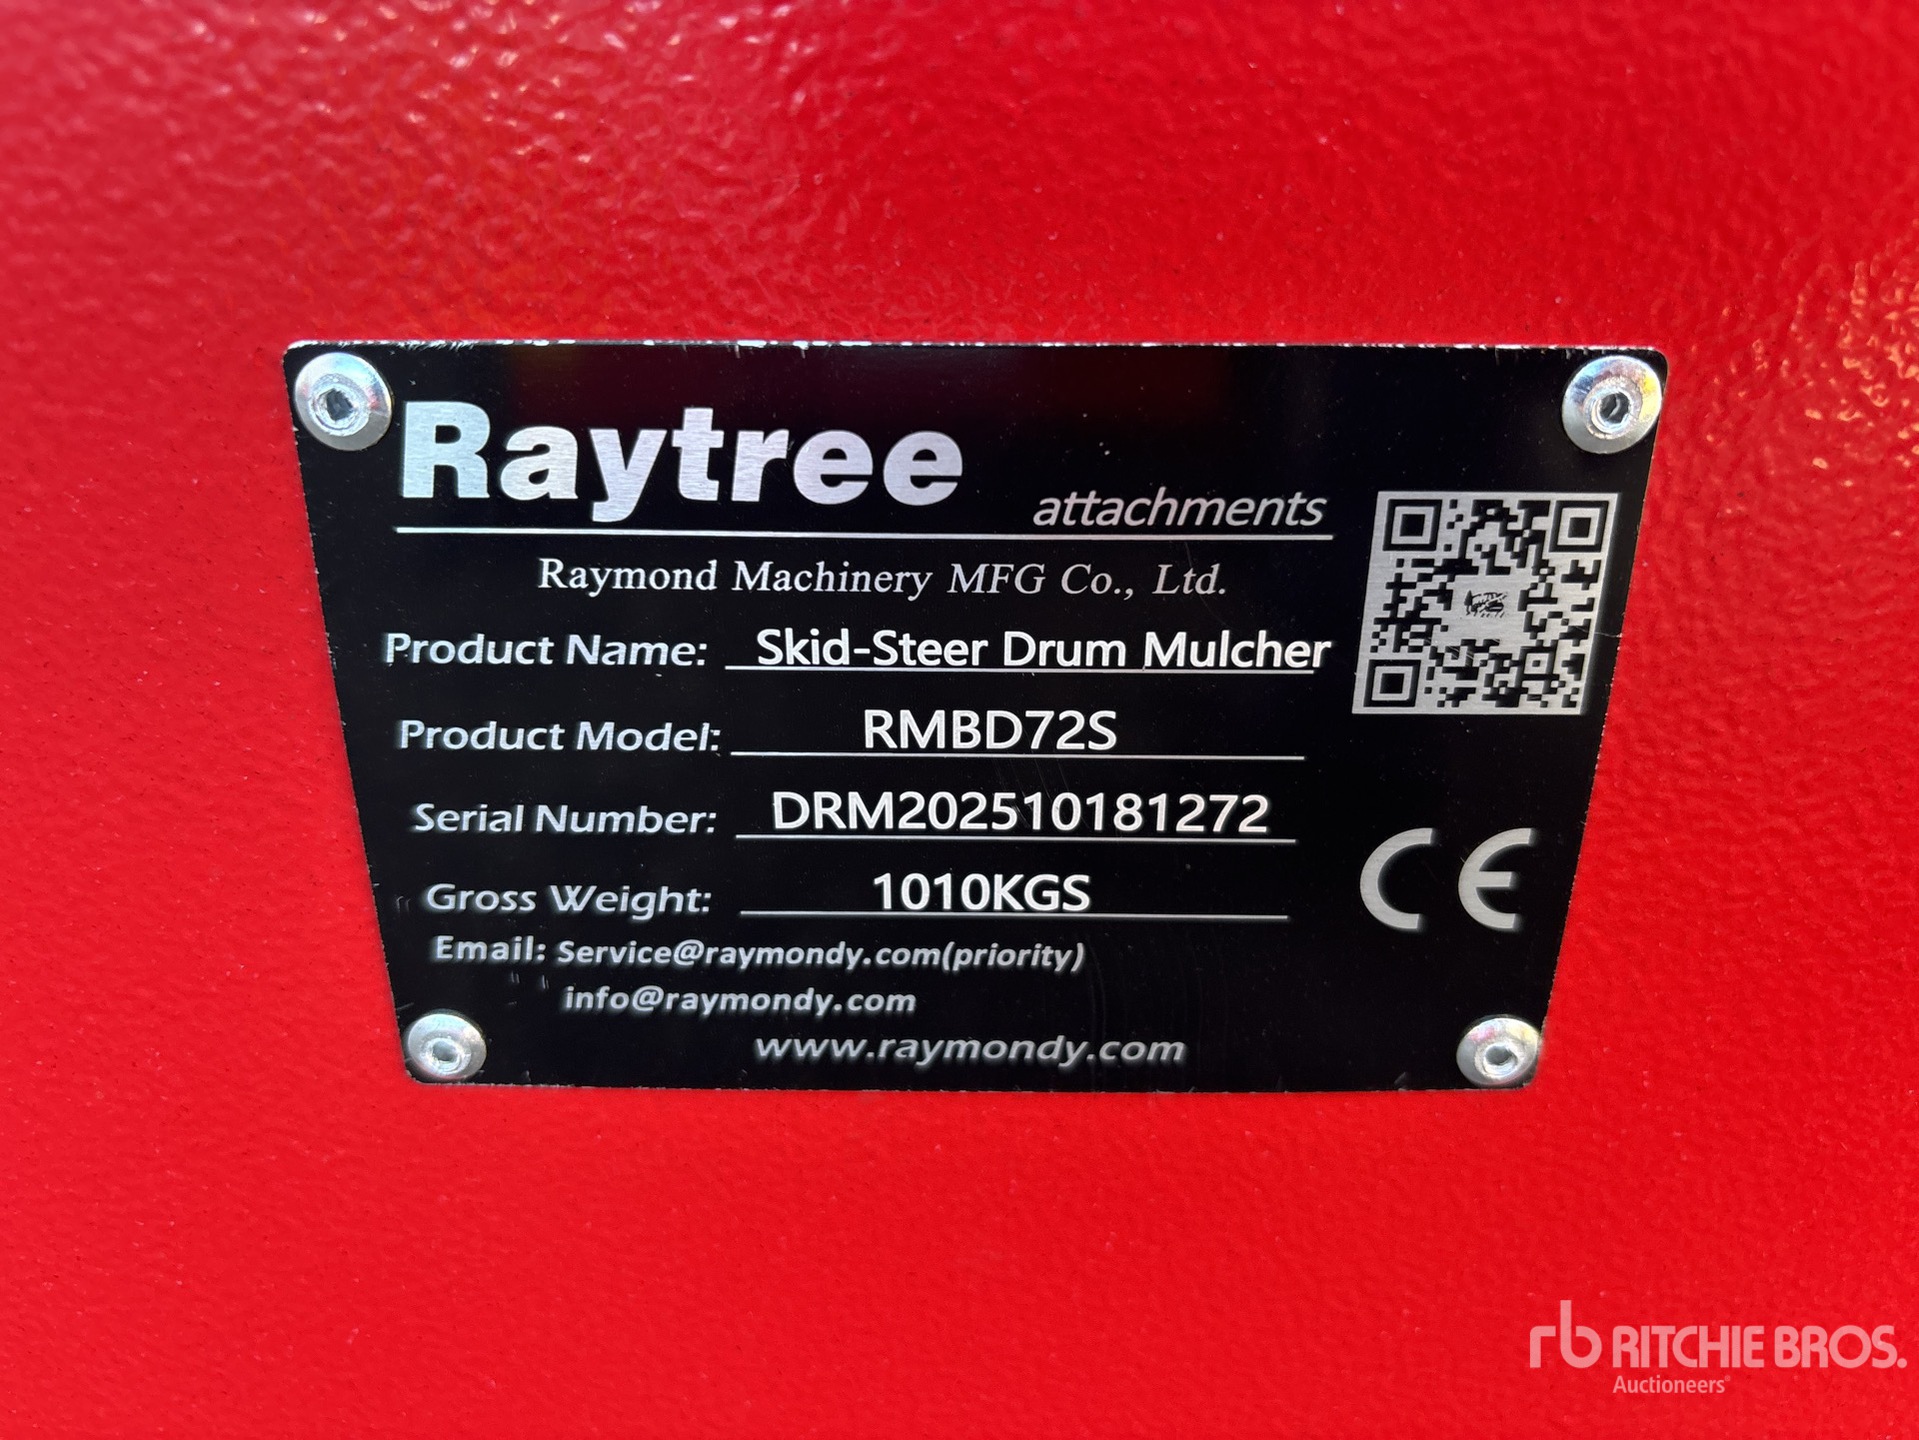 Raytree
attachments
Raymond Machinery MFG Co., Ltd.
Product Name: Skid-Steer Drum Mulcher
Product Model: RMBD72S
Serial Number: DRM202510181272
Gross Weight: 1010KGS
CE
Email: Service@raymondy.com(priority)
info@raymondy.com
www.raymondy.com
rb RITCHIE BROS.
Auctioneers